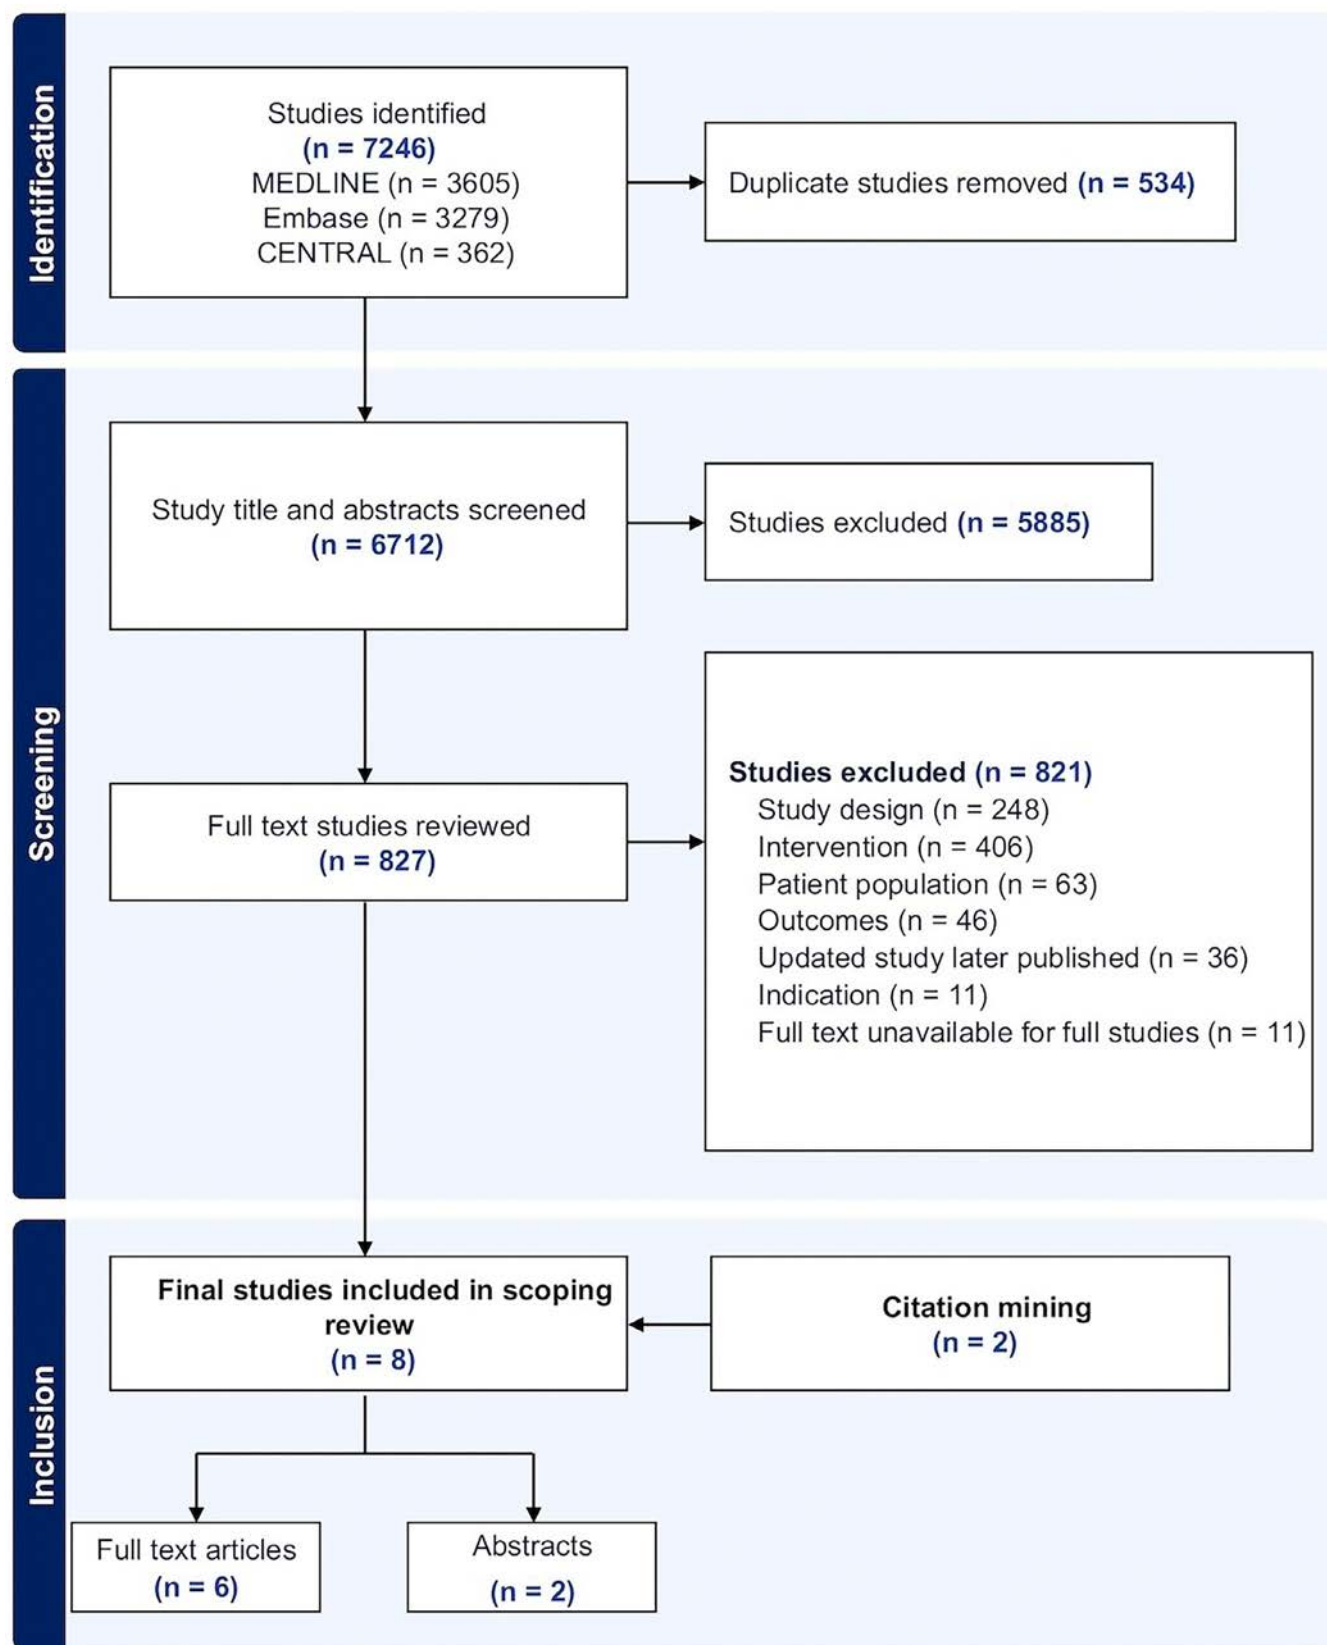 Identification
Studies identified
(n = 7246)
MEDLINE (n = 3605)
Embase (n = 3279)
CENTRAL (n = 362)
Duplicate studies removed (n = 534)
Screening
Study title and abstracts screened
(n = 6712)
Studies excluded (n = 5885)
Full text studies reviewed
(n = 827)
Studies excluded (n = 821)
Study design (n = 248)
Intervention (n = 406)
Patient population (n = 63)
Outcomes (n = 46)
Updated study later published (n = 36)
Indication (n = 11)
Full text unavailable for full studies (n = 11)
Inclusion
Final studies included in scoping
review
(n = 8)
Citation mining
(n = 2)
Full text articles
(n = 6)
Abstracts
(n = 2)